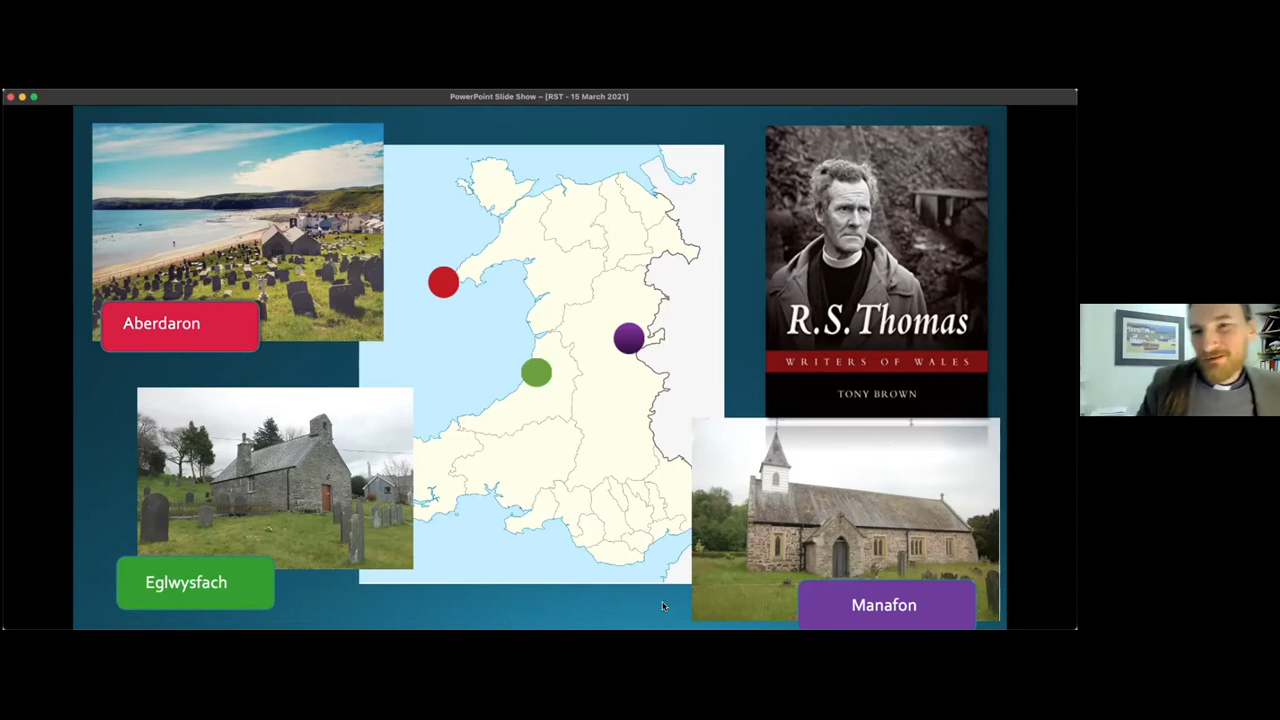 PowerPoint Slide Show – [RST - 15 March 2021]
Aberdaron
R.S.Thomas
WRITERS OF WALES
TONY BROWN
Eglwysfach
Manafon